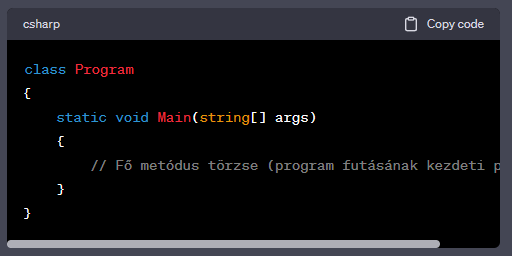 csharp
Copy code
class Program
{
static void Main(string[] args)
{
// Fő metódus törzse (program futásának kezdeti
}
}